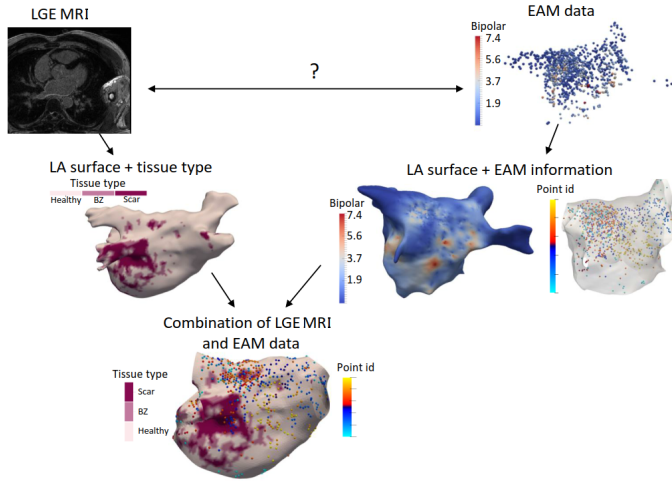 LGE MRI
EAM data
Bipolar
7.4
5.6
3.7
1.9
?
LA surface + tissue type
Tissue type
Healthy BZ Scar
LA surface + EAM information
Bipolar
7.4
5.6
3.7
1.9
Point id
Combination of LGE MRI
and EAM data
Tissue type
Scar
BZ
Healthy
Point id